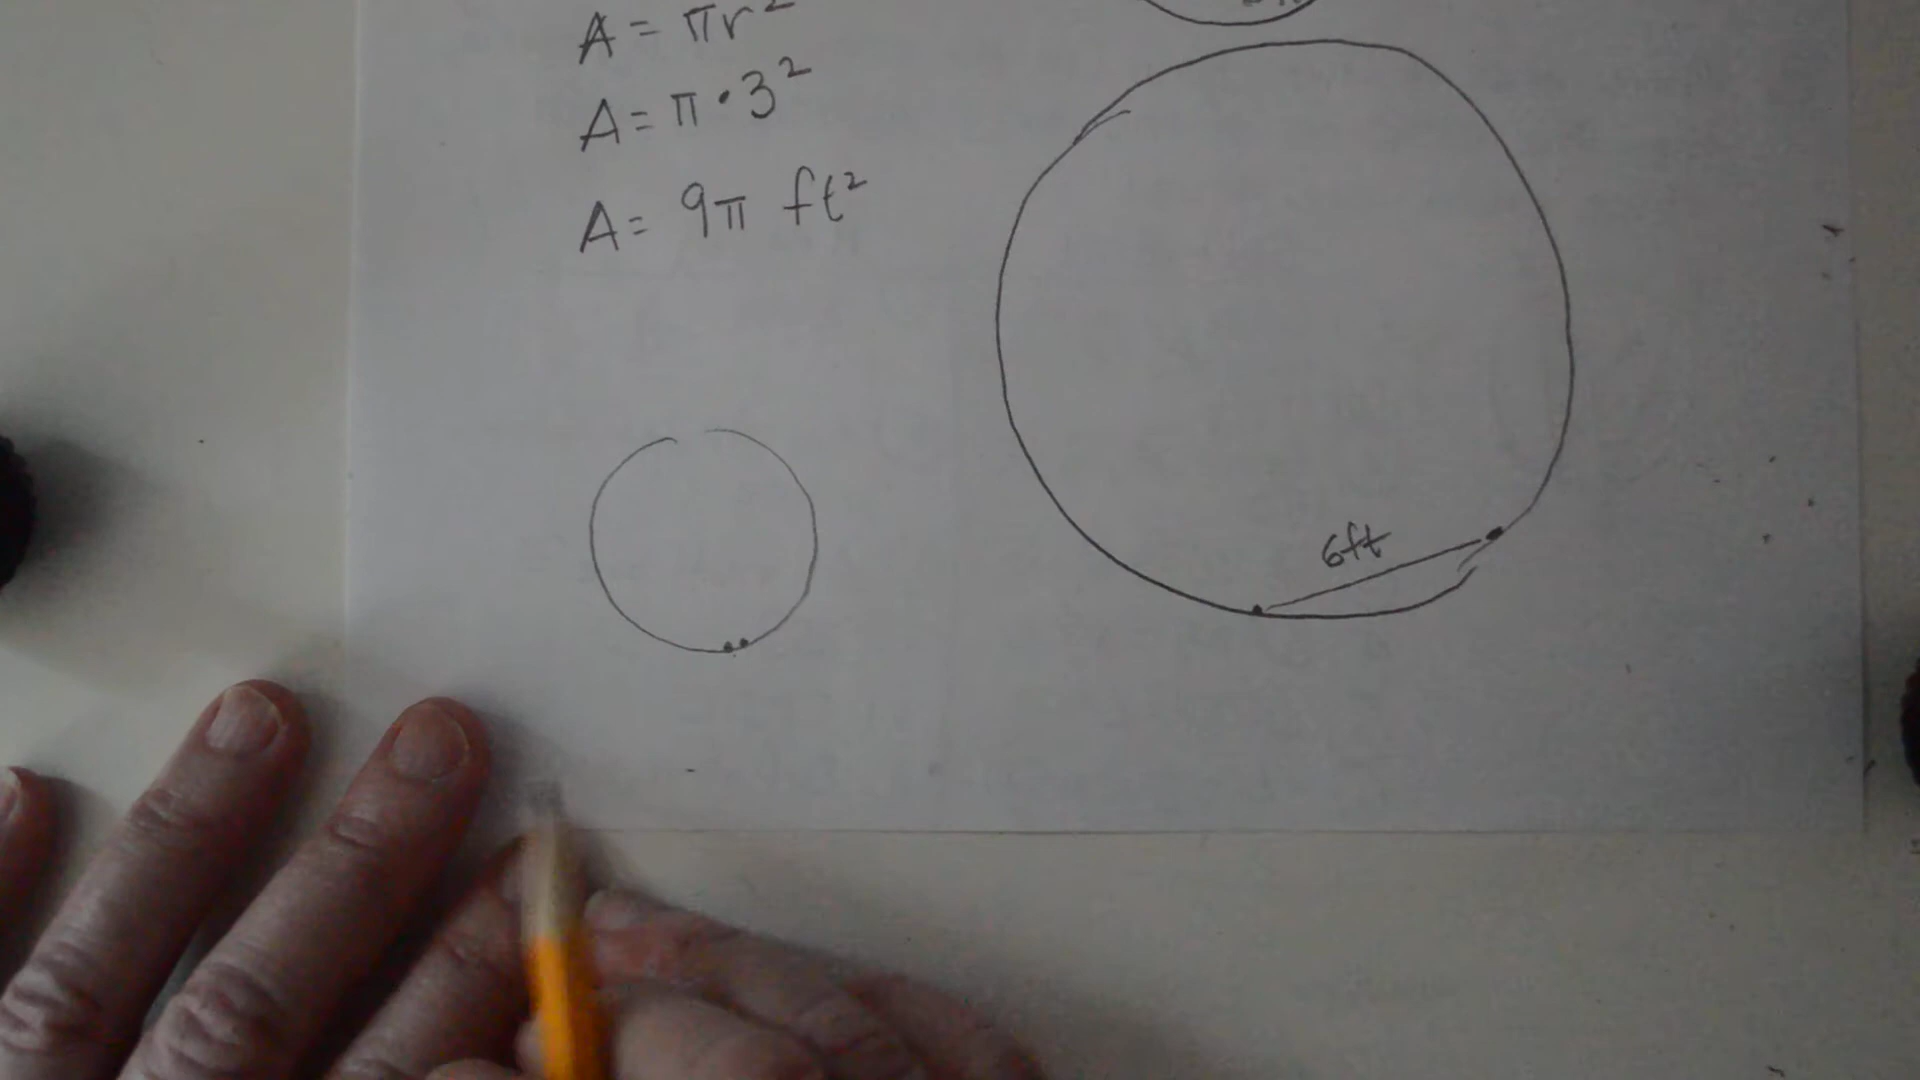 A = πr²
A = π • 3²
A = 9π ft²
6ft